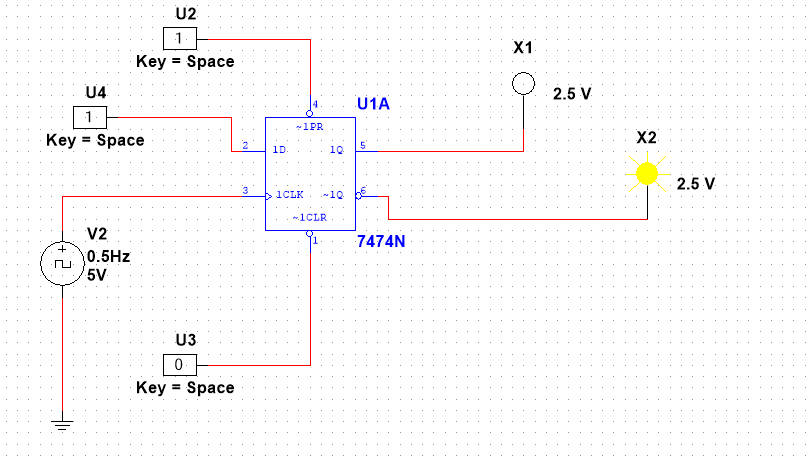 U2
1
Key = Space
X1
2.5 V
U4
1
Key = Space
4
U1A
~1PR
2
1D
1Q
5
X2
2.5 V
3
1CLK
~1Q
6
~1CLR
1
7474N
V2
0.5Hz
5V
U3
0
Key = Space